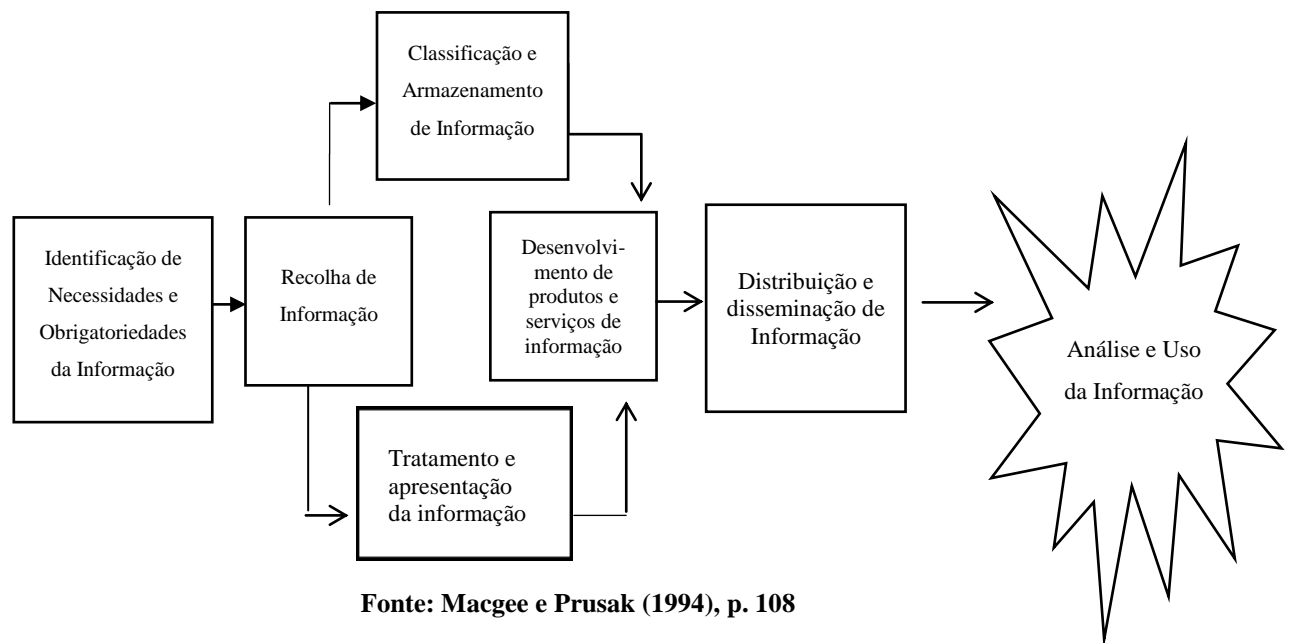 Identificação de
Necessidades e
Obrigatoriedades
da Informação
Recolha de
Informação
Classificação e
Armazenamento
de Informação
Tratamento e
apresentação
da informação
Desenvolvi-
mento de
produtos e
serviços de
informação
Distribuição e
disseminação de
Informação
Análise e Uso
da Informação
Fonte: Macgee e Prusak (1994), p. 108